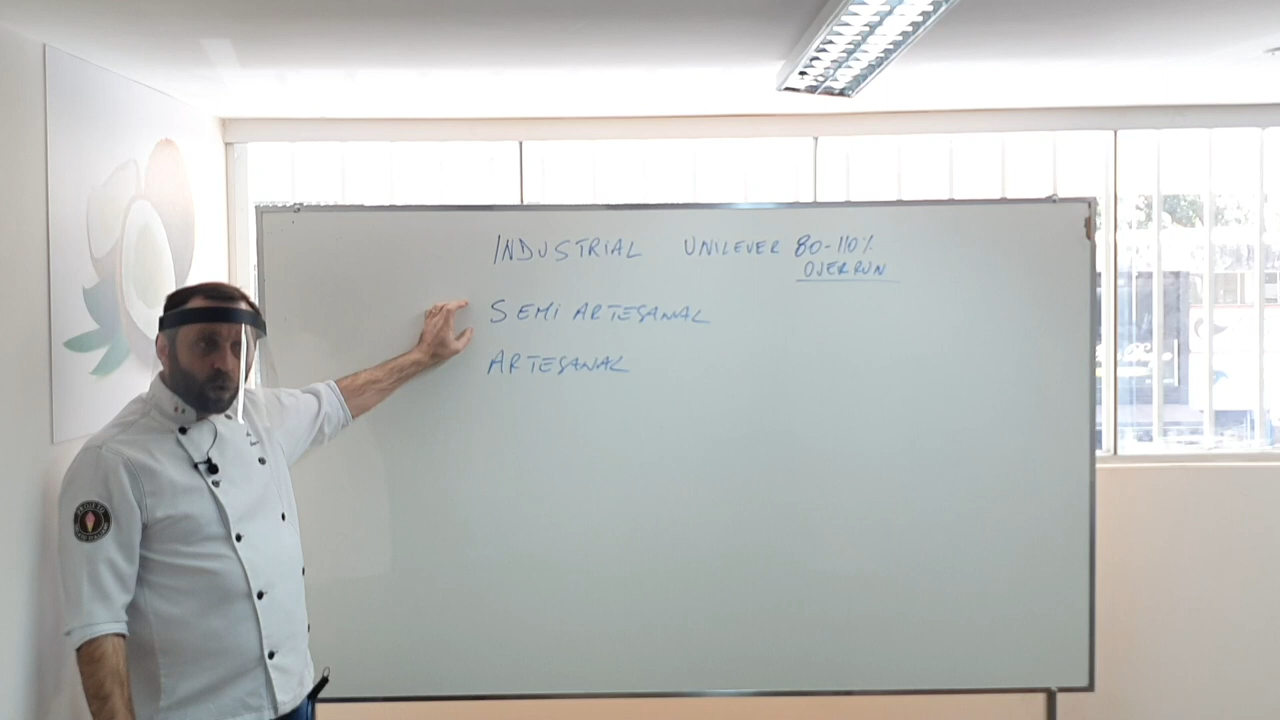 INDUSTRIAL UNILEVER 80-110%
OVERRUN
SEMI ARTESANAL
ARTESANAL